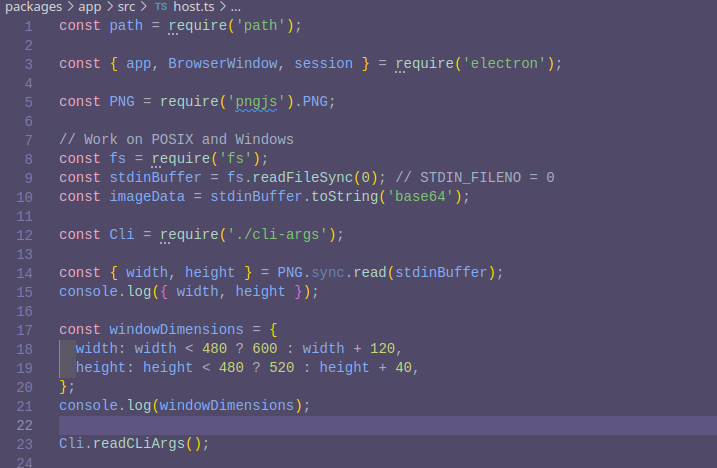 packages > app > src > TS host.ts > ...
1 const path = require('path');
2
3 const { app, BrowserWindow, session } = require('electron');
4
5 const PNG = require('pngjs').PNG;
6
7 // Work on POSIX and Windows
8 const fs = require('fs');
9 const stdinBuffer = fs.readFileSync(0); // STDIN_FILENO = 0
10 const imageData = stdinBuffer.toString('base64');
11
12 const Cli = require('./cli-args');
13
14 const { width, height } = PNG.sync.read(stdinBuffer);
15 console.log({ width, height });
16
17 const windowDimensions = {
18   width: width < 480 ? 600 : width + 120,
19   height: height < 480 ? 520 : height + 40,
20 };
21 console.log(windowDimensions);
22
23 Cli.readCLiArgs();
24